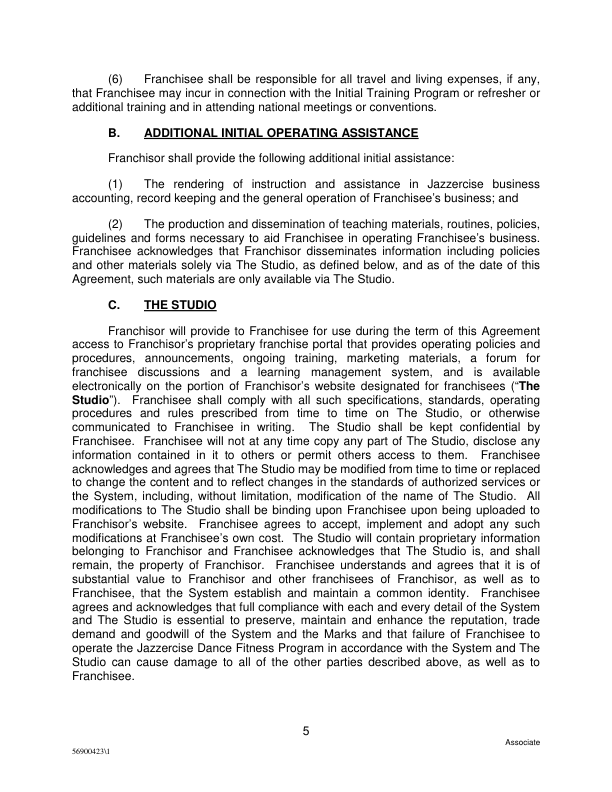 (6) Franchisee shall be responsible for all travel and living expenses, if any,
that Franchisee may incur in connection with the Initial Training Program or refresher or
additional training and in attending national meetings or conventions.
B. ADDITIONAL INITIAL OPERATING ASSISTANCE
Franchisor shall provide the following additional initial assistance:
(1) The rendering of instruction and assistance in Jazzercise business
accounting, record keeping and the general operation of Franchisee's business; and
(2) The production and dissemination of teaching materials, routines, policies,
guidelines and forms necessary to aid Franchisee in operating Franchisee's business.
Franchisee acknowledges that Franchisor disseminates information including policies
and other materials solely via The Studio, as defined below, and as of the date of this
Agreement, such materials are only available via The Studio.
C. THE STUDIO
Franchisor will provide to Franchisee for use during the term of this Agreement
access to Franchisor's proprietary franchise portal that provides operating policies and
procedures, announcements, ongoing training, marketing materials, a forum for
franchisee discussions and a learning management system, and is available
electronically on the portion of Franchisor's website designated for franchisees ("The
Studio"). Franchisee shall comply with all such specifications, standards, operating
procedures and rules prescribed from time to time on The Studio, or otherwise
communicated to Franchisee in writing. The Studio shall be kept confidential by
Franchisee. Franchisee will not at any time copy any part of The Studio, disclose any
information contained in it to others or permit others access to them. Franchisee
acknowledges and agrees that The Studio may be modified from time to time or replaced
to change the content and to reflect changes in the standards of authorized services or
the System, including, without limitation, modification of the name of The Studio. All
modifications to The Studio shall be binding upon Franchisee upon being uploaded to
Franchisor's website. Franchisee agrees to accept, implement and adopt any such
modifications at Franchisee's own cost. The Studio will contain proprietary information
belonging to Franchisor and Franchisee acknowledges that The Studio is, and shall
remain, the property of Franchisor. Franchisee understands and agrees that it is of
substantial value to Franchisor and other franchisees of Franchisor, as well as to
Franchisee, that the System establish and maintain a common identity. Franchisee
agrees and acknowledges that full compliance with each and every detail of the System
and The Studio is essential to preserve, maintain and enhance the reputation, trade
demand and goodwill of the System and the Marks and that failure of Franchisee to
operate the Jazzercise Dance Fitness Program in accordance with the System and The
Studio can cause damage to all of the other parties described above, as well as to
Franchisee.
5
Associate
56900423\1